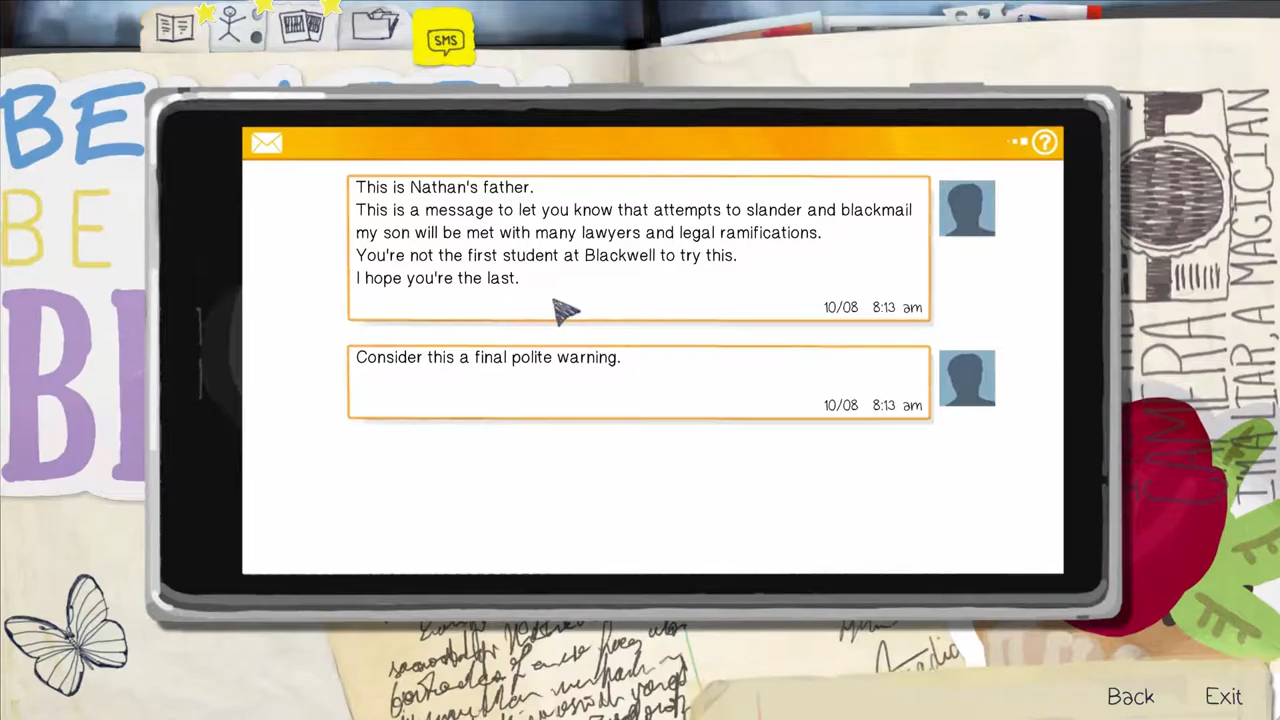 SMS
BE
BE
B
?
This is Nathan's father.
This is a message to let you know that attempts to slander and blackmail
my son will be met with many lawyers and legal ramifications.
You're not the first student at Blackwell to try this.
I hope you're the last.
10/08 8:13 am
Consider this a final polite warning.
10/08 8:13 am
CAMERA
LIAR, A MAGICIAN
Back
Exit